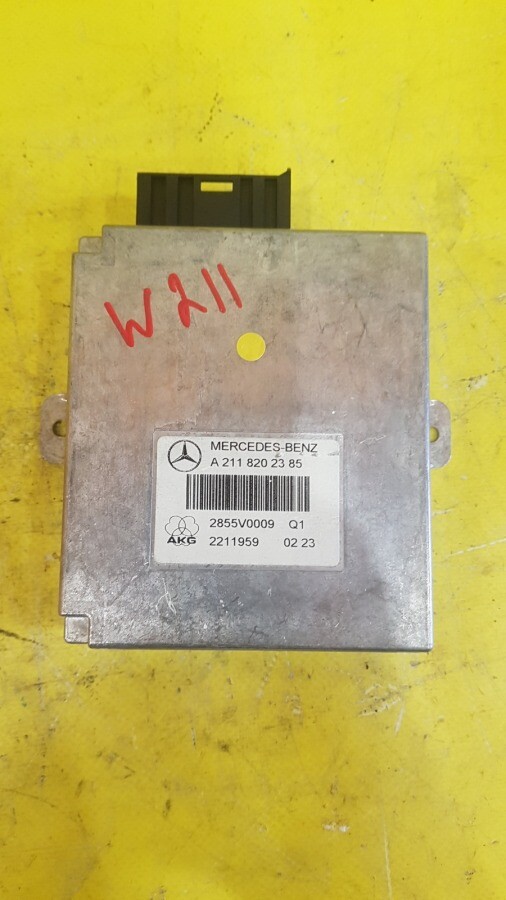 W211
MERCEDES-BENZ
A 211 820 23 85
2855V0009 Q1
AKG
2211959 02 23